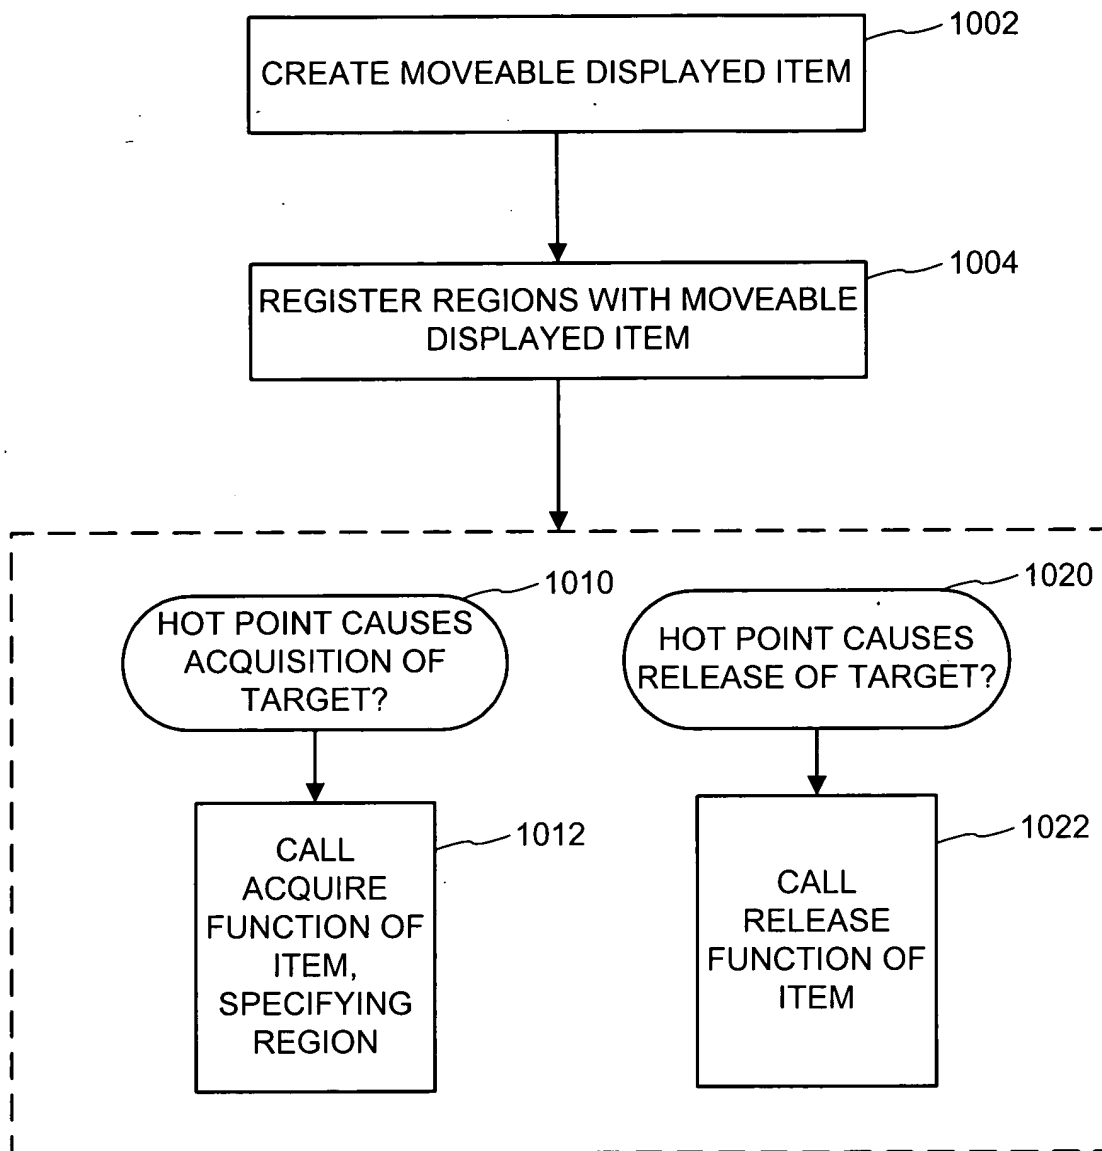 1002
CREATE MOVEABLE DISPLAYED ITEM
1004
REGISTER REGIONS WITH MOVEABLE
DISPLAYED ITEM
1010
HOT POINT CAUSES
ACQUISITION OF
TARGET?
1020
HOT POINT CAUSES
RELEASE OF TARGET?
1012
CALL
ACQUIRE
FUNCTION OF
ITEM,
SPECIFYING
REGION
1022
CALL
RELEASE
FUNCTION OF
ITEM